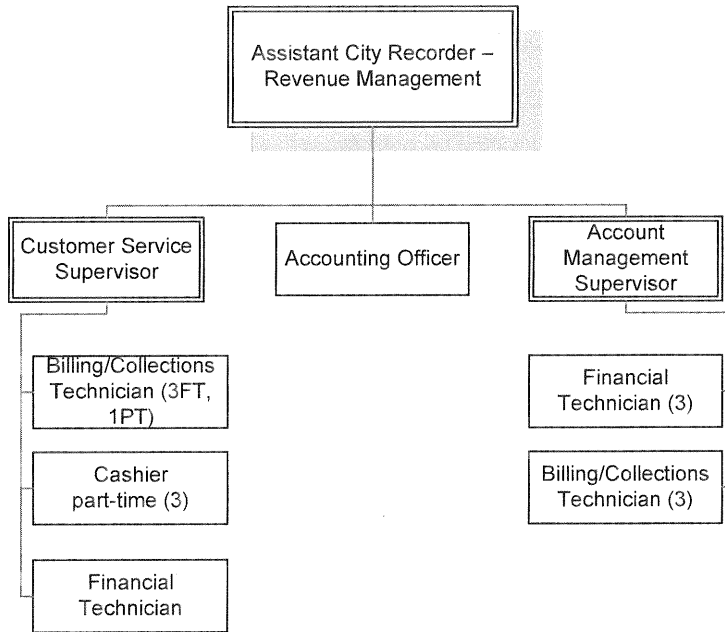 Assistant City Recorder –
Revenue Management
Customer Service
Supervisor
Accounting Officer
Account
Management
Supervisor
Billing/Collections
Technician (3FT,
1PT)
Cashier
part-time (3)
Financial
Technician
Financial
Technician (3)
Billing/Collections
Technician (3)